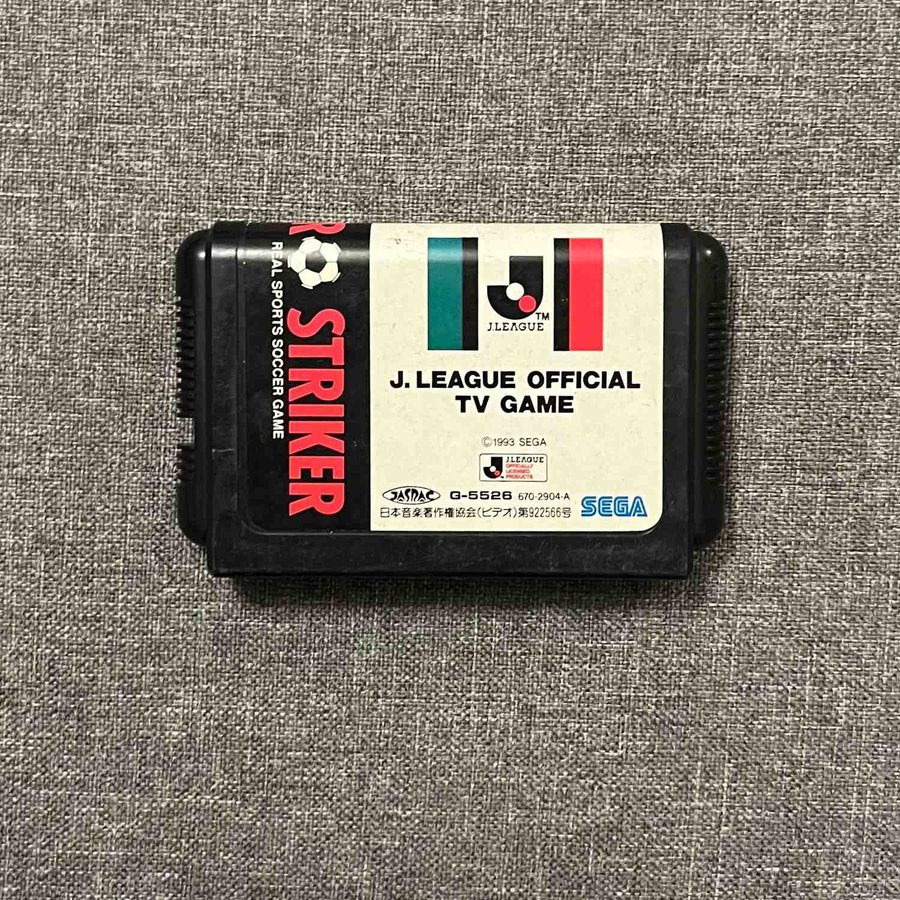 R⚽ STRIKER
REAL SPORTS SOCCER GAME
J.LEAGUE
TM
J. LEAGUE OFFICIAL
TV GAME
©1993 SEGA
J.LEAGUE
OFFICIALLY
LICENSED
PRODUCTS
JASRAC G-5526 670-2904-A
日本音楽著作権協会(ビデオ)第922566号
SEGA